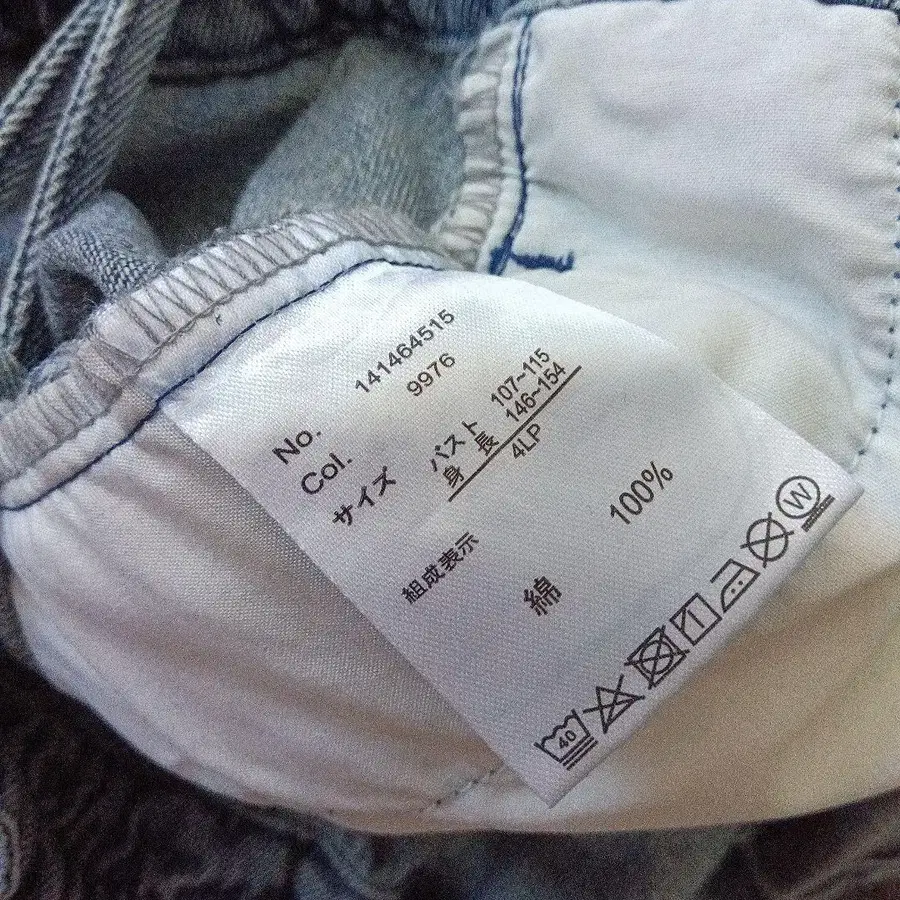 No. 141464515
Col. 9976
サイズ バスト 107~115
身長 146~154
4LP
組成表示
綿 100%
40
W